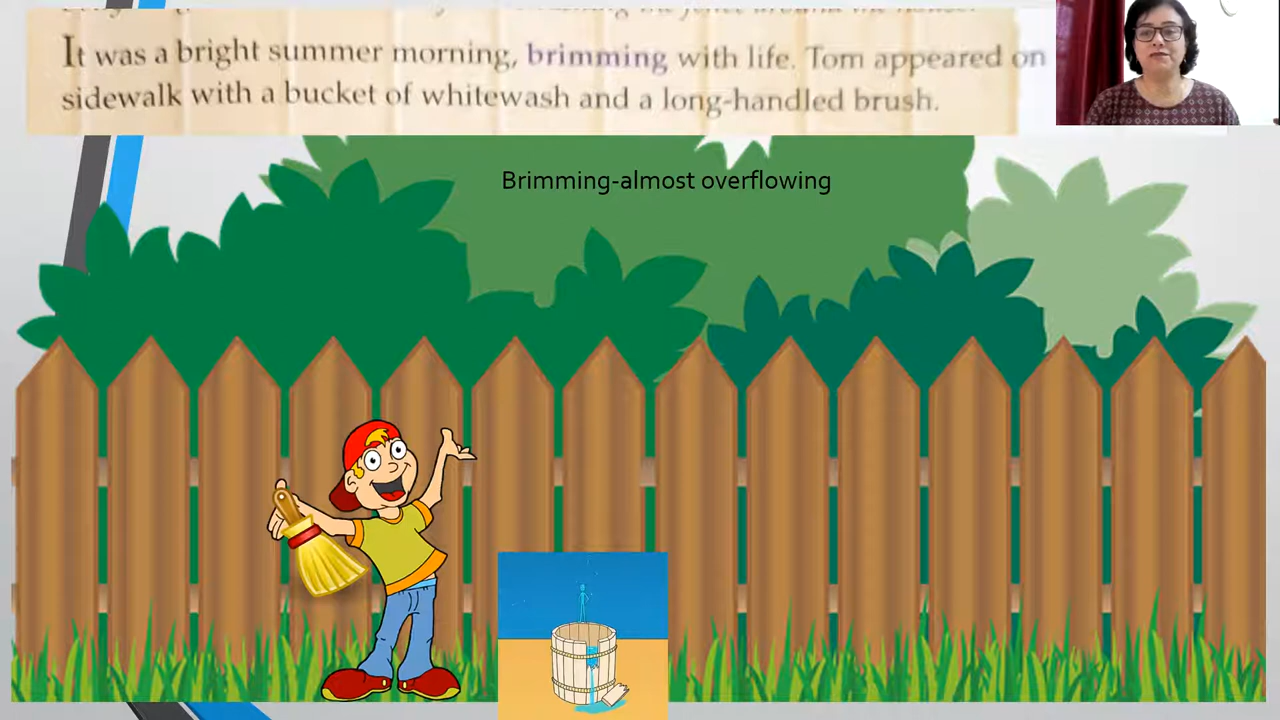 It was a bright summer morning, brimming with life. Tom appeared on
sidewalk with a bucket of whitewash and a long-handled brush.
Brimming-almost overflowing